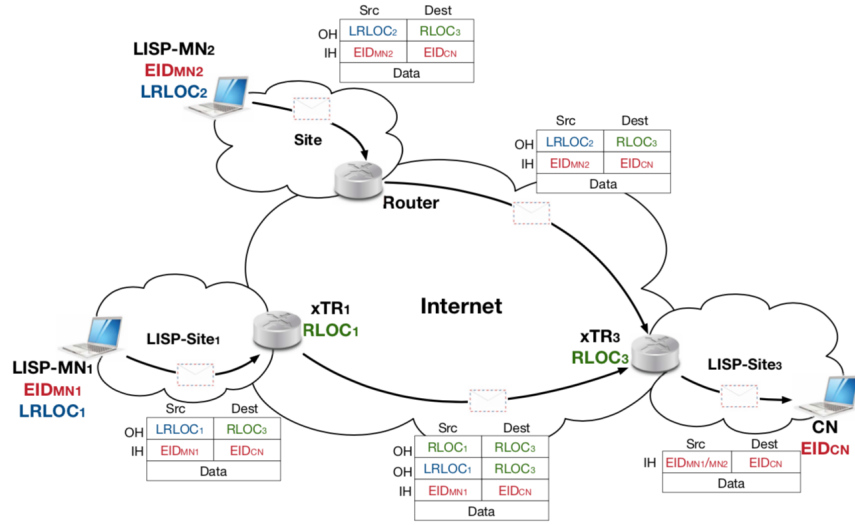 Src Dest
OH LRLOC2 RLOC3
IH EIDMN2 EIDCN
Data
LISP-MN2
EIDMN2
LRLOC2
Site
Router
Src Dest
OH LRLOC2 RLOC3
IH EIDMN2 EIDCN
Data
Internet
LISP-MN1
EIDMN1
LRLOC1
LISP-Site1
xTR1
RLOC1
xTR3
RLOC3
LISP-Site3
CN
EIDCN
Src Dest
OH LRLOC1 RLOC3
IH EIDMN1 EIDCN
Data
Src Dest
OH RLOC1 RLOC3
OH LRLOC1 RLOC3
IH EIDMN1 EIDCN
Data
Src Dest
IH EIDMN1/MN2 EIDCN
Data